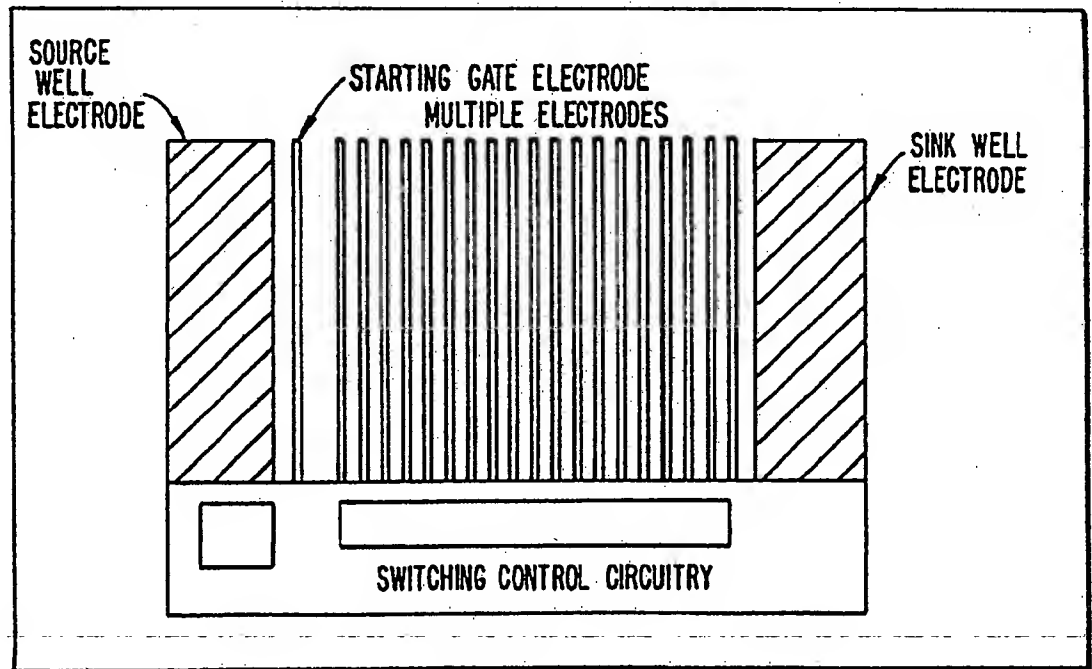 SOURCE
WELL
ELECTRODE
STARTING GATE ELECTRODE
MULTIPLE ELECTRODES
SINK WELL
ELECTRODE
SWITCHING CONTROL CIRCUITRY